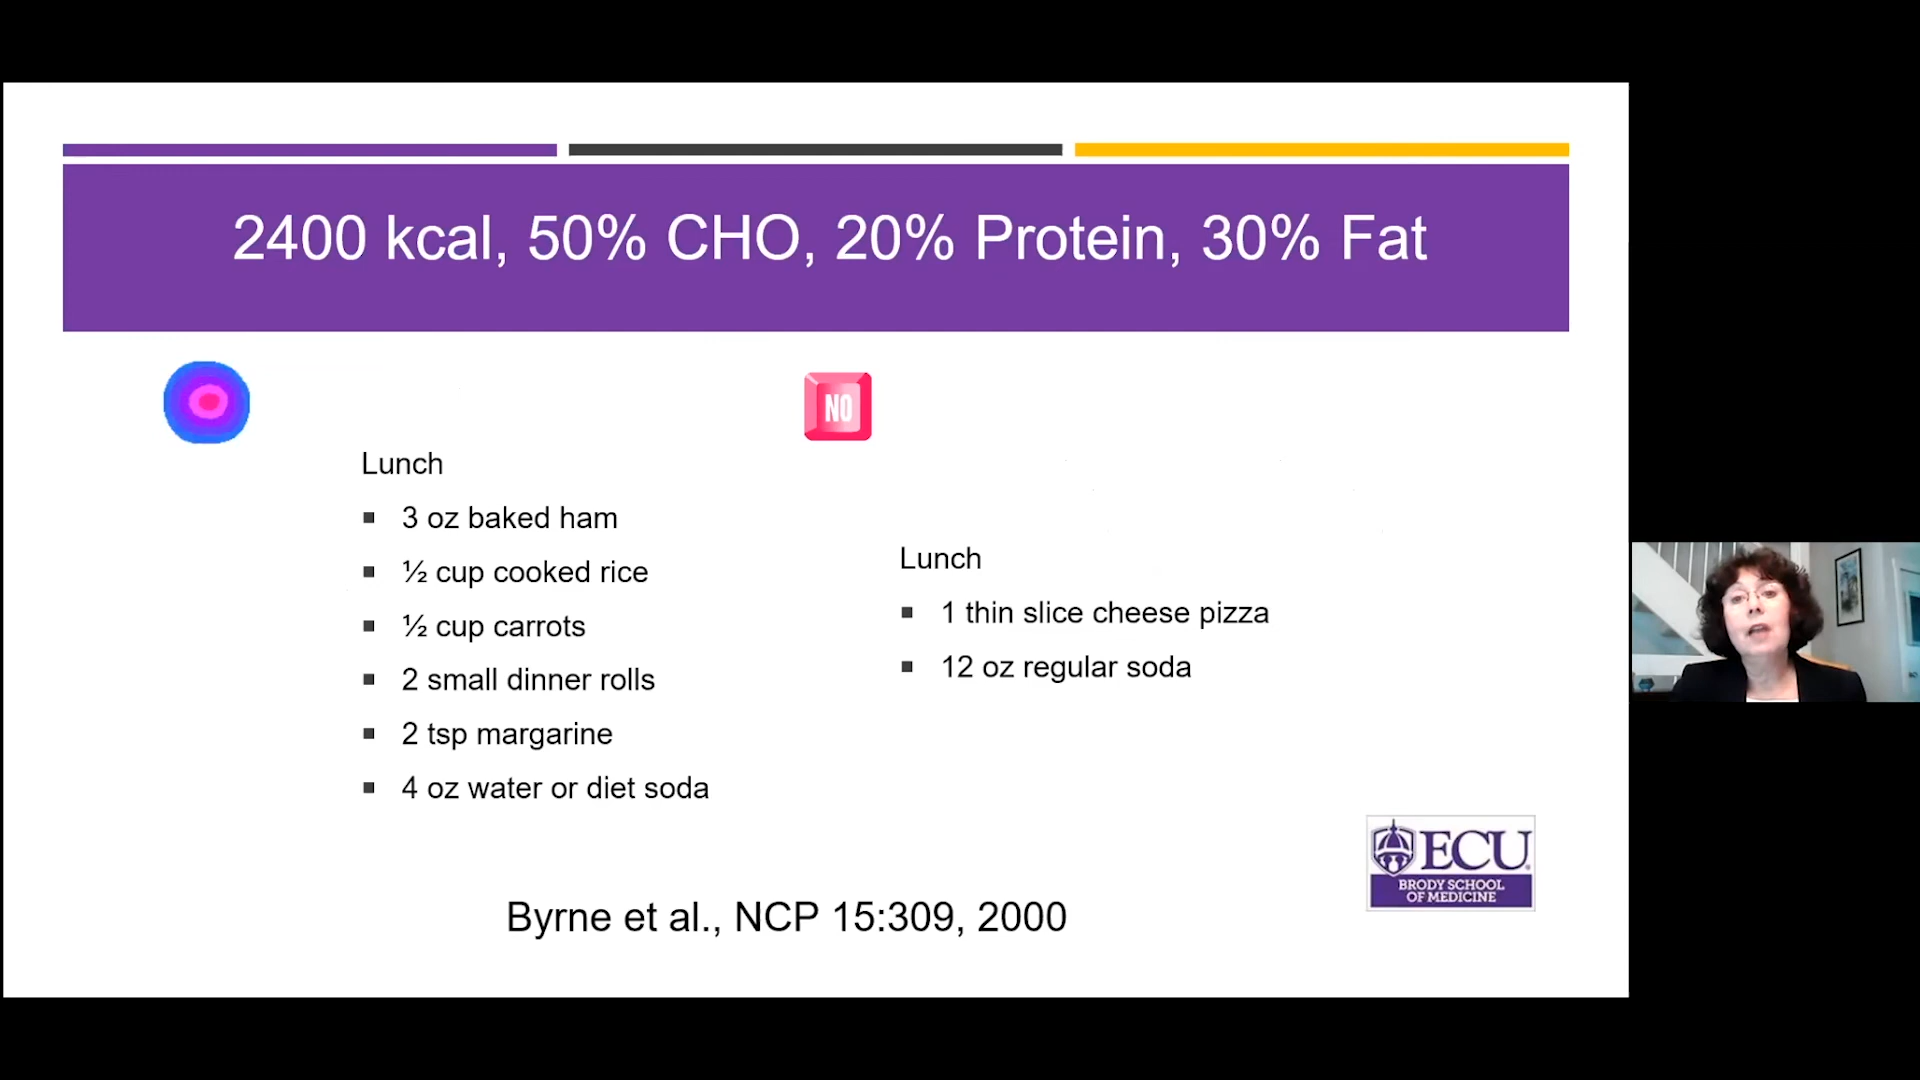 2400 kcal, 50% CHO, 20% Protein, 30% Fat
NO
Lunch
▪ 3 oz baked ham
▪ ½ cup cooked rice
▪ ½ cup carrots
▪ 2 small dinner rolls
▪ 2 tsp margarine
▪ 4 oz water or diet soda
Lunch
▪ 1 thin slice cheese pizza
▪ 12 oz regular soda
ECU
BRODY SCHOOL
OF MEDICINE
Byrne et al., NCP 15:309, 2000